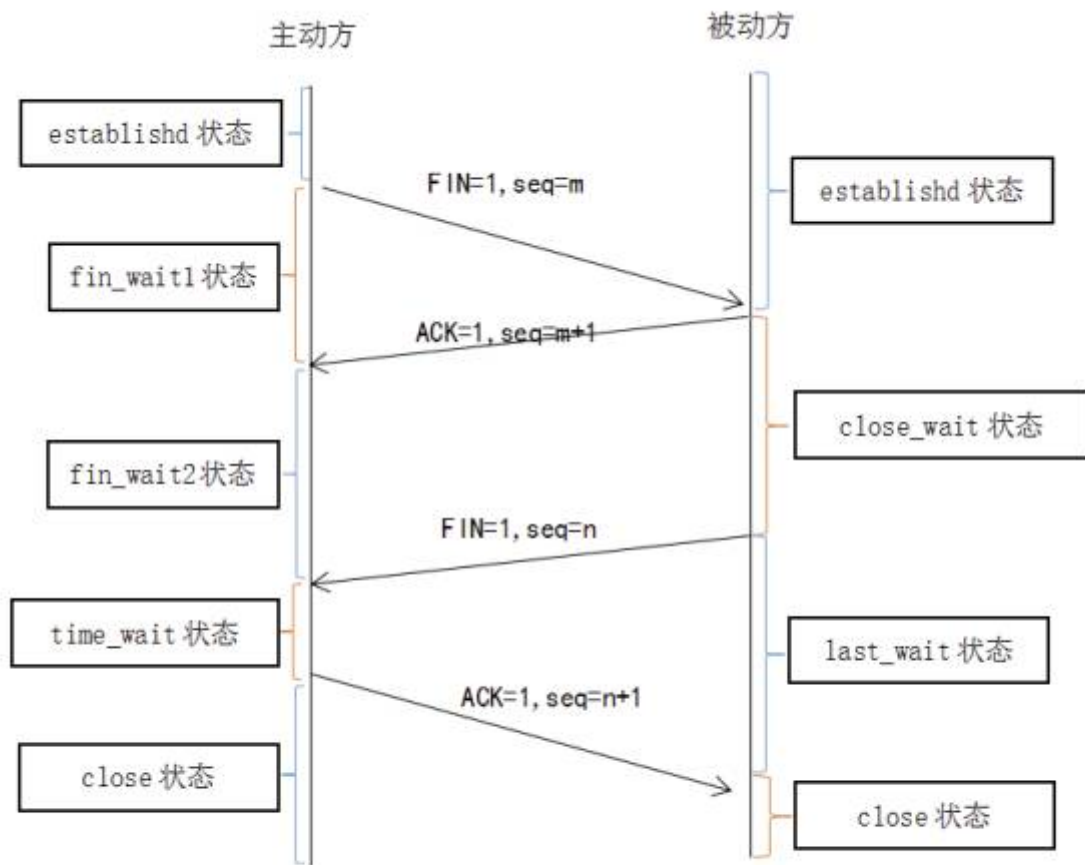 主动方
被动方
establishd 状态
FIN=1,seq=m
establishd 状态
fin_wait1 状态
ACK=1,seq=m+1
close_wait 状态
fin_wait2 状态
FIN=1,seq=n
time_wait 状态
last_wait 状态
ACK=1,seq=n+1
close 状态
close 状态